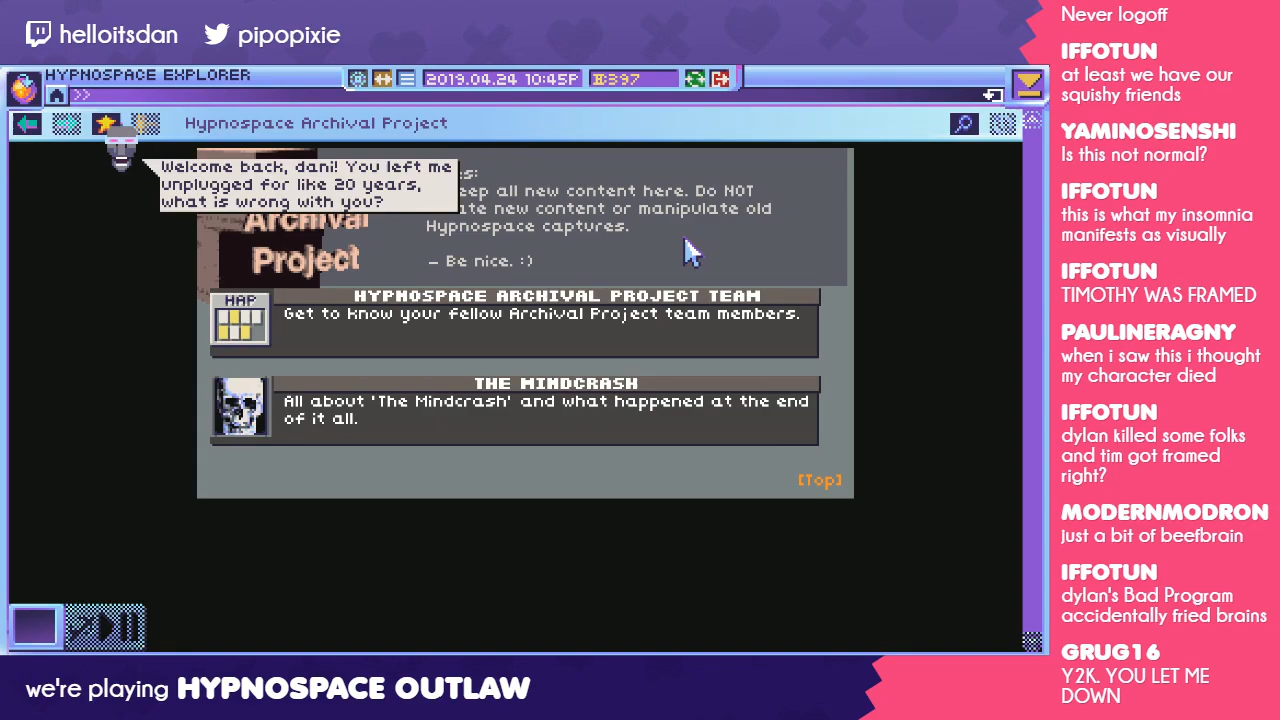 helloitsdan
pipopixie
HYPNOSPACE EXPLORER
2019.04.24 10:45P
397
>>
Hypnospace Archival Project
Welcome back, dani! You left me
unplugged for like 20 years,
what is wrong with you?
eep all new content here. Do NOT
ate new content or manipulate old
Hypnospace captures.
– Be nice. :)
Archival
Project
HAP
HYPNOSPACE ARCHIVAL PROJECT TEAM
Get to know your fellow Archival Project team members.
THE MINDCRASH
All about 'The Mindcrash' and what happened at the end
of it all.
[Top]
we're playing HYPNOSPACE OUTLAW
Never logoff
IFFOTUN
at least we have our
squishy friends
YAMINOSENSHI
Is this not normal?
IFFOTUN
this is what my insomnia
manifests as visually
IFFOTUN
TIMOTHY WAS FRAMED
PAULINERAGNY
when i saw this i thought
my character died
IFFOTUN
dylan killed some folks
and tim got framed
right?
MODERNMODRON
Just a bit of beefbrain
IFFOTUN
dylan's Bad Program
accidentally fried brains
GRUG16
Y2K. YOU LET ME
DOWN